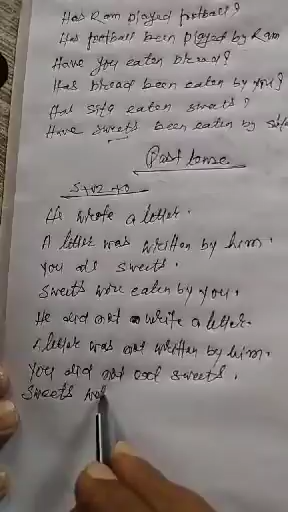 Has Ram played football?
Has football been played by Ram
Have you eaten bread?
Has bread been eaten by you?
Has Sita eaten sweets?
Have sweets been eaten by Sita
Past tense
S+V2+O
He wrote a letter.
A letter was written by him.
You ate sweets.
Sweets were eaten by you.
He did not write a letter.
A letter was not written by him.
You did not eat sweets.
Sweets